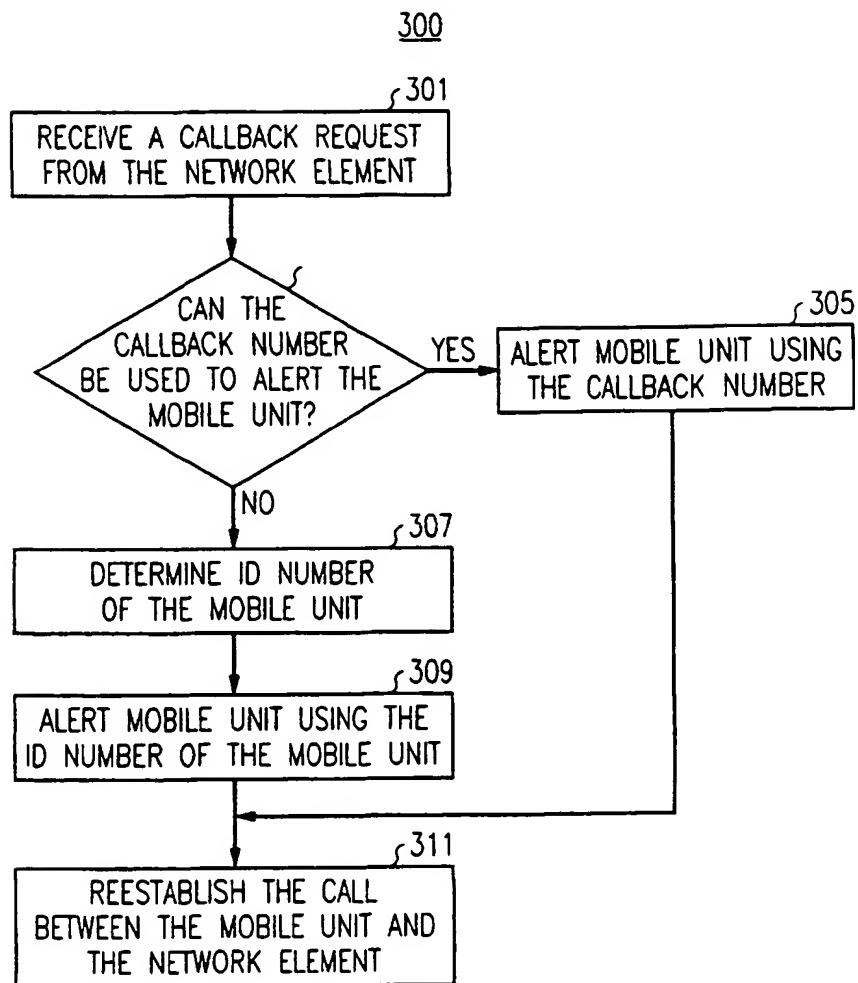 300
301
RECEIVE A CALLBACK REQUEST
FROM THE NETWORK ELEMENT
CAN THE
CALLBACK NUMBER
BE USED TO ALERT THE
MOBILE UNIT?
YES
305
ALERT MOBILE UNIT USING
THE CALLBACK NUMBER
NO
307
DETERMINE ID NUMBER
OF THE MOBILE UNIT
309
ALERT MOBILE UNIT USING THE
ID NUMBER OF THE MOBILE UNIT
311
REESTABLISH THE CALL
BETWEEN THE MOBILE UNIT AND
THE NETWORK ELEMENT